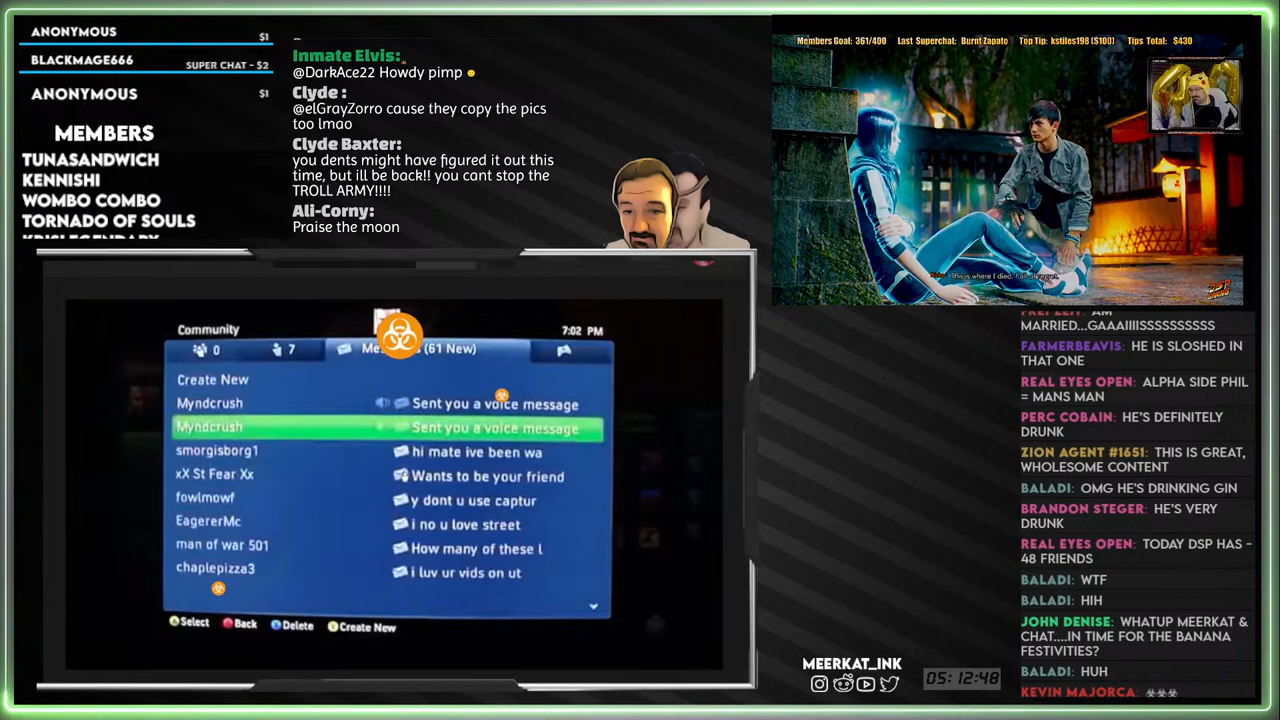 ANONYMOUS $1
BLACKMAGE666 SUPER CHAT - $2
ANONYMOUS $1
MEMBERS
TUNASANDWICH
KENNISHI
WOMBO COMBO
TORNADO OF SOULS
KRISLEGENDARY
Inmate Elvis:
@DarkAce22 Howdy pimp
Clyde :
@elGrayZorro cause they copy the pics
too lmao
Clyde Baxter:
you dents might have figured it out this
time, but ill be back!! you cant stop the
TROLL ARMY!!!!
Ali-Corny:
Praise the moon
Members Goal: 361/400 Last Superchat: Burnt Zapato Top Tip: kstiles198 ($100) Tips Total: $430
This is where I died.
Community 7:02 PM
0 7 (61 New)
Create New
Myndcrush Sent you a voice message
Myndcrush Sent you a voice message
smorgisborg1 hi mate ive been wa
xX St Fear Xx Wants to be your friend
fowlmowf y dont u use captur
EagererMc i no u love street
man of war 501 How many of these l
chaplepizza3 i luv ur vids on ut
A Select B Back X Delete Y Create New
AM
MARRIED...GAAAIIIISSSSSSSSSS
FARMERBEAVIS: HE IS SLOSHED IN
THAT ONE
REAL EYES OPEN: ALPHA SIDE PHIL
= MANS MAN
PERC COBAIN: HE'S DEFINITELY
DRUNK
ZION AGENT #1651: THIS IS GREAT,
WHOLESOME CONTENT
BALADI: OMG HE'S DRINKING GIN
BRANDON STEGER: HE'S VERY
DRUNK
REAL EYES OPEN: TODAY DSP HAS -
48 FRIENDS
BALADI: WTF
BALADI: HIH
JOHN DENISE: WHATUP MEERKAT &
CHAT....IN TIME FOR THE BANANA
FESTIVITIES?
BALADI: HUH
KEVIN MAJORCA: ☣☣☣
MEERKAT_INK
05:12:48